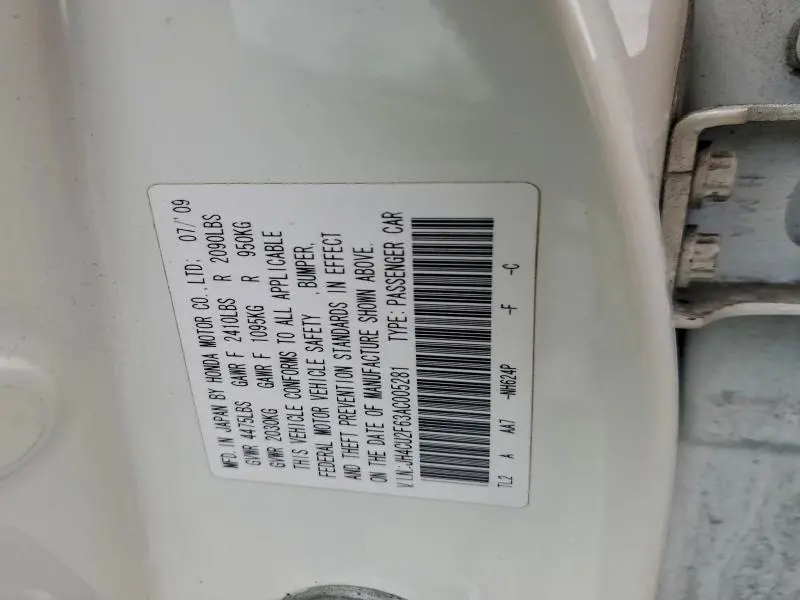 MFD. IN JAPAN BY HONDA MOTOR CO., LTD; 07/'09
GVWR 4475LBS GAWR F 2410LBS R 2090LBS
GVWR 2030KG GAWR F 1095KG R 950KG
THIS VEHICLE CONFORMS TO ALL APPLICABLE
FEDERAL MOTOR VEHICLE SAFETY , BUMPER,
AND THEFT PREVENTION STANDARDS IN EFFECT
ON THE DATE OF MANUFACTURE SHOWN ABOVE.
V.I.N:JH4CU2F63AC005281 TYPE:PASSENGER CAR
TL2 A AA7 -NH624P -F -C